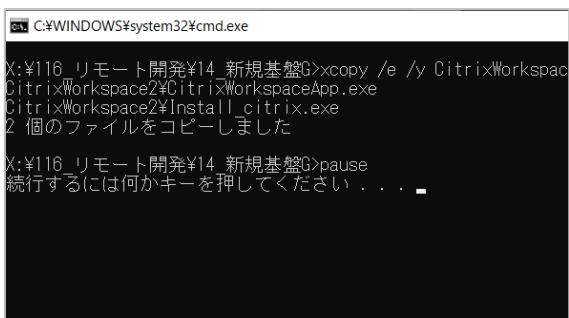 C:¥WINDOWS¥system32¥cmd.exe
X:¥116_リモート開発¥14_新規基盤G>xcopy /e /y CitrixWorkspac
CitrixWorkspace2¥CitrixWorkspaceApp.exe
CitrixWorkspace2¥Install_citrix.exe
2 個のファイルをコピーしました
X:¥116_リモート開発¥14_新規基盤G>pause
続行するには何かキーを押してください . . .